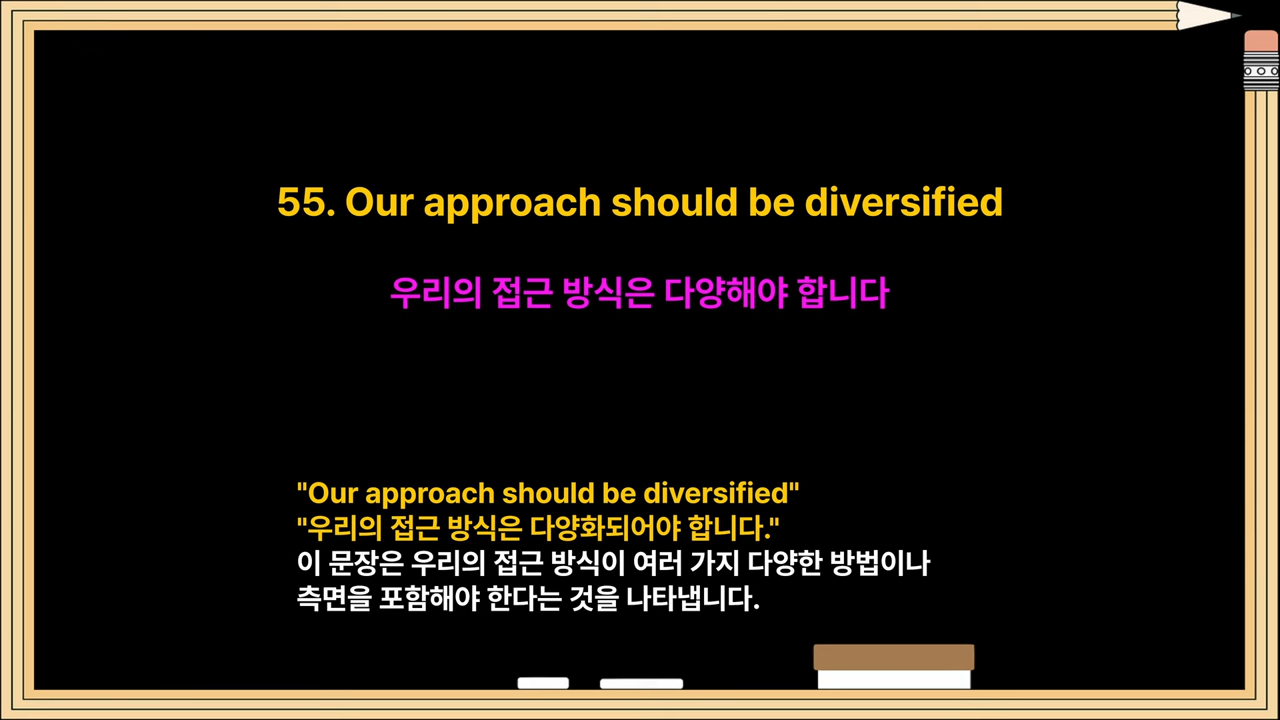 55. Our approach should be diversified
우리의 접근 방식은 다양해야 합니다
"Our approach should be diversified"
"우리의 접근 방식은 다양화되어야 합니다."
이 문장은 우리의 접근 방식이 여러 가지 다양한 방법이나
측면을 포함해야 한다는 것을 나타냅니다.